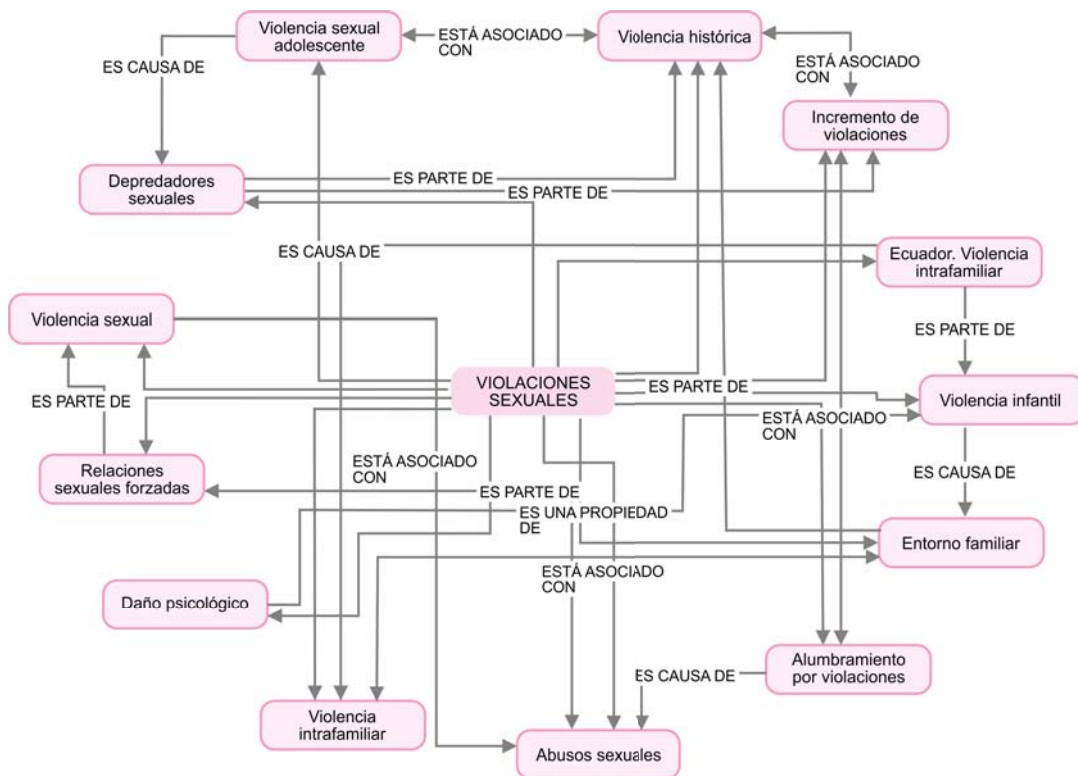 Violencia sexual
adolescente
ESTÁ ASOCIADO
CON
Violencia histórica
ES CAUSA DE
ESTÁ ASOCIADO
CON
Incremento de
violaciones
Depredadores
sexuales
ES PARTE DE
ES PARTE DE
ES CAUSA DE
Ecuador. Violencia
intrafamiliar
Violencia sexual
ES PARTE DE
VIOLACIONES
SEXUALES
ES PARTE DE
Violencia infantil
ES PARTE DE
ESTÁ ASOCIADO
CON
Relaciones
sexuales forzadas
ESTÁ ASOCIADO
CON
ES CAUSA DE
ES PARTE DE
ES UNA PROPIEDAD
DE
Entorno familiar
ESTÁ ASOCIADO
CON
Daño psicológico
Alumbramiento
por violaciones
ES CAUSA DE
Violencia
intrafamiliar
Abusos sexuales